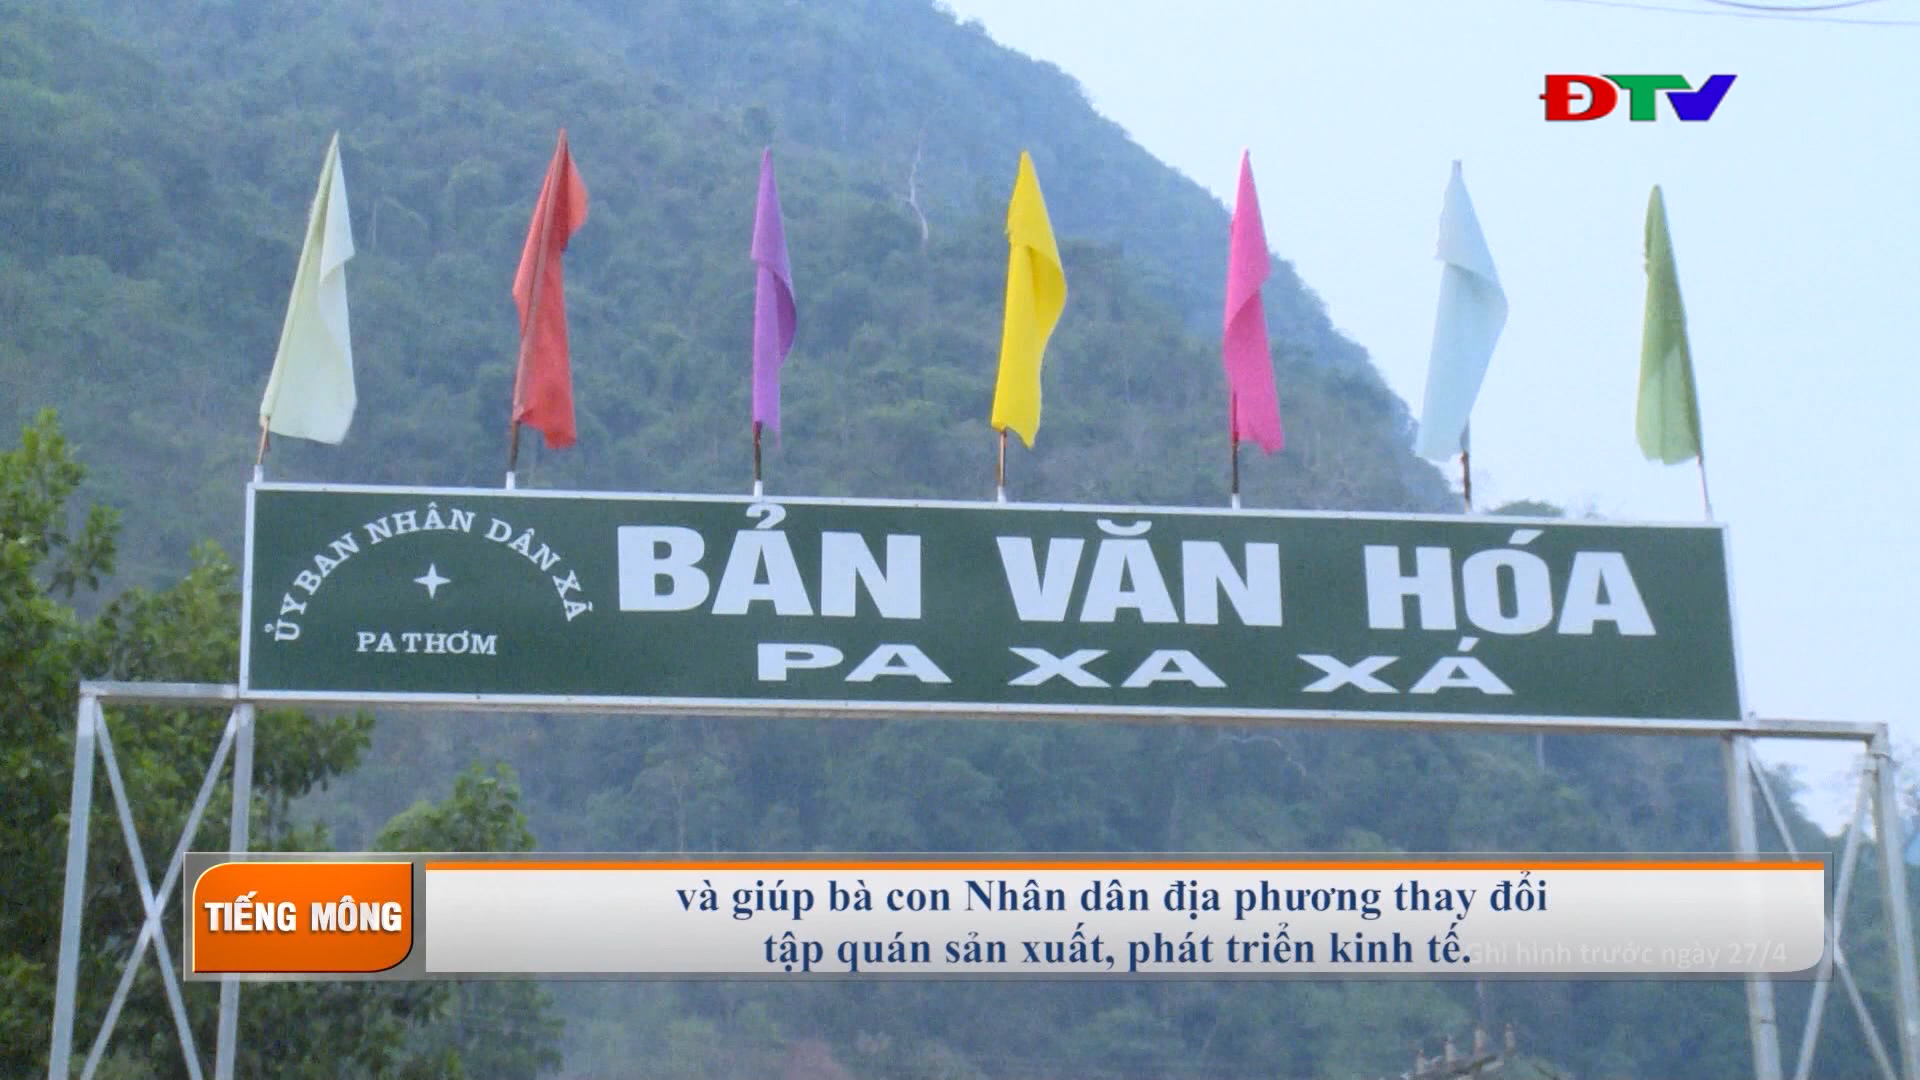 ĐTV
ỦY BAN NHÂN DÂN XÃ
PA THƠM
BẢN VĂN HÓA
PA XA XÁ
TIẾNG MÔNG
và giúp bà con Nhân dân địa phương thay đổi
tập quán sản xuất, phát triển kinh tế.
Ghi hình trước ngày 27/4